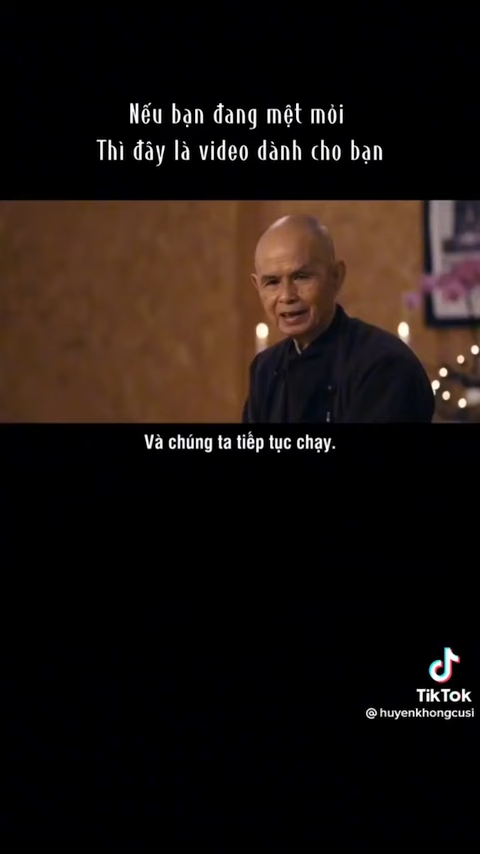 Nếu bạn đang mệt mỏi
Thì đây là video dành cho bạn
Và chúng ta tiếp tục chạy.
TikTok
@huyenkhongcusi